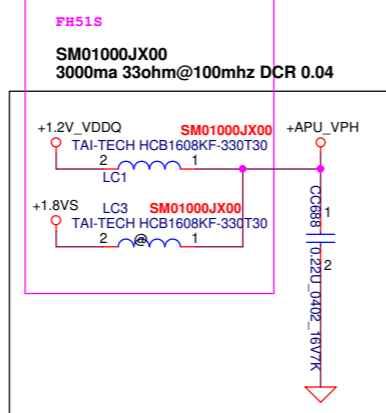 FH51S
SM01000JX00
3000ma 33ohm@100mhz DCR 0.04
+1.2V_VDDQ
SM01000JX00
+APU_VPH
TAI-TECH HCB1608KF-330T30
2
1
LC1
+1.8VS
LC3
SM01000JX00
TAI-TECH HCB1608KF-330T30
2
@
1
CC688
1
2
0.22U_0402_16V7K